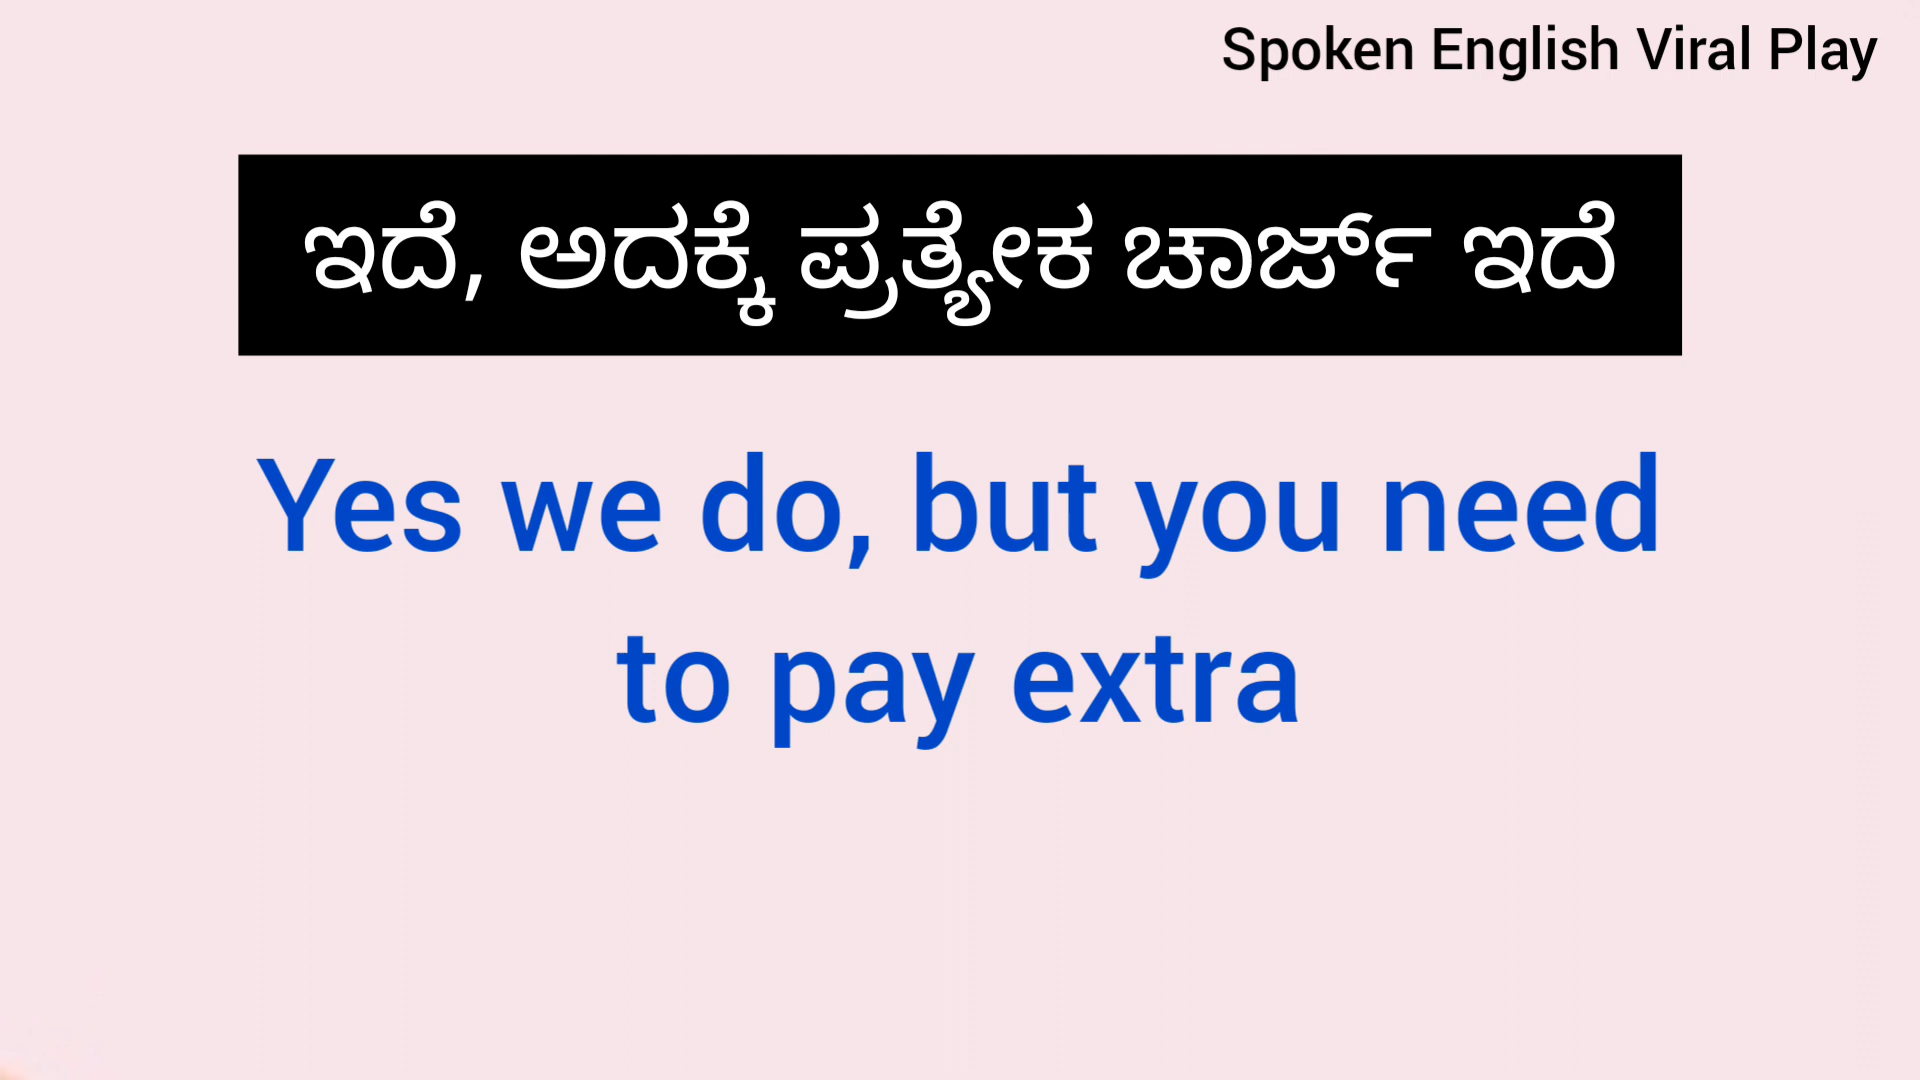 Spoken English Viral Play
ಇದೆ, ಅದಕ್ಕೆ ಪ್ರತ್ಯೇಕ ಚಾರ್ಜ್ ಇದೆ
Yes we do, but you need
to pay extra